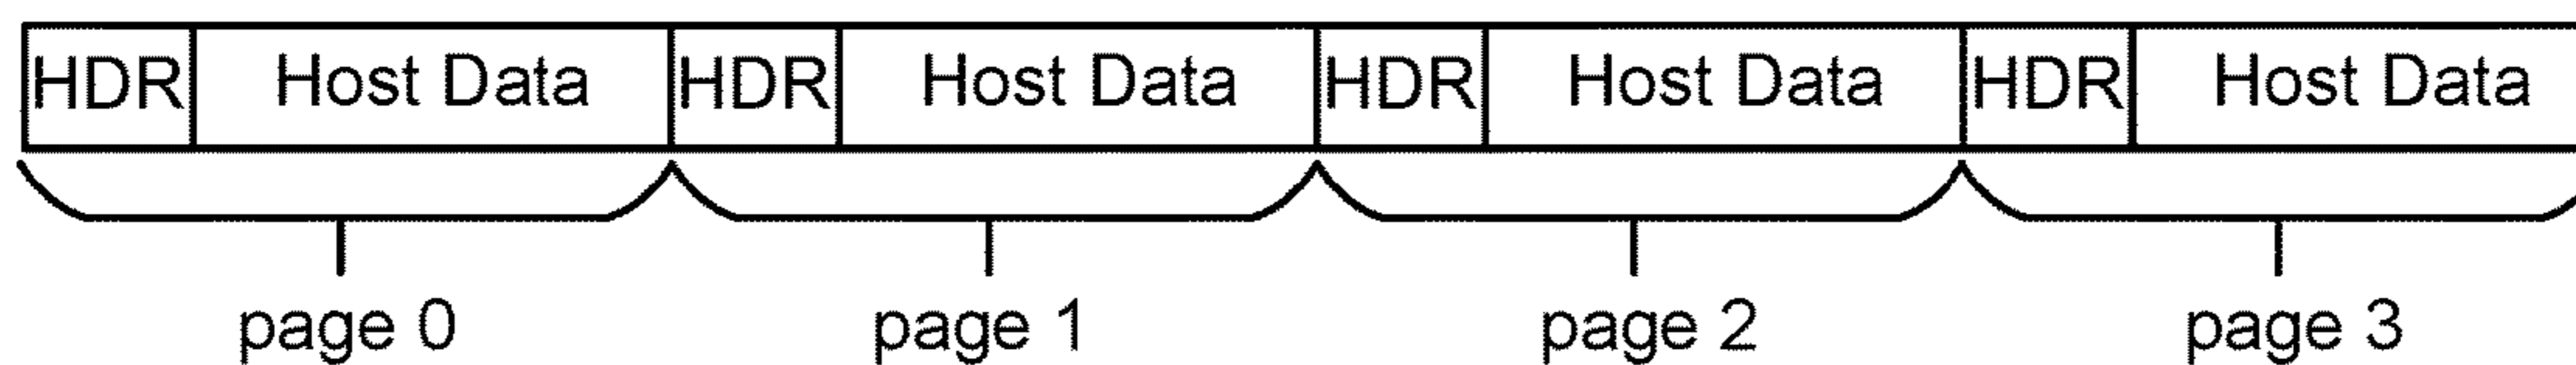 HDR Host Data HDR Host Data HDR Host Data HDR Host Data
page 0 page 1 page 2 page 3